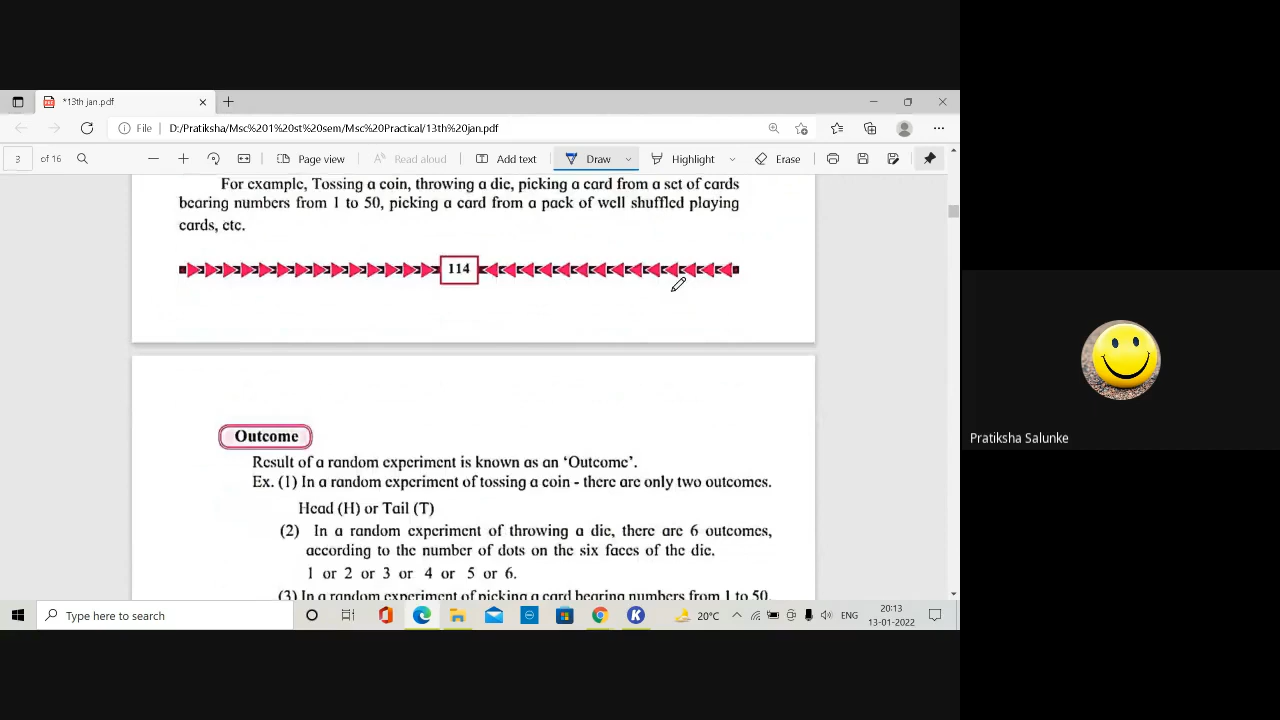 *13th jan.pdf
File
D:/Pratiksha/Msc%201%20st%20sem/Msc%20Practical/13th%20jan.pdf
3 of 16
Page view
Read aloud
Add text
Draw
Highlight
Erase
For example, Tossing a coin, throwing a die, picking a card from a set of cards
bearing numbers from 1 to 50, picking a card from a pack of well shuffled playing
cards, etc.
114
Outcome
Result of a random experiment is known as an ‘Outcome’.
Ex. (1) In a random experiment of tossing a coin - there are only two outcomes.
Head (H) or Tail (T)
(2) In a random experiment of throwing a die, there are 6 outcomes,
according to the number of dots on the six faces of the die.
1 or 2 or 3 or 4 or 5 or 6.
(3) In a random experiment of picking a card bearing numbers from 1 to 50,
Pratiksha Salunke
Type here to search
20°C
ENG
20:13
13-01-2022